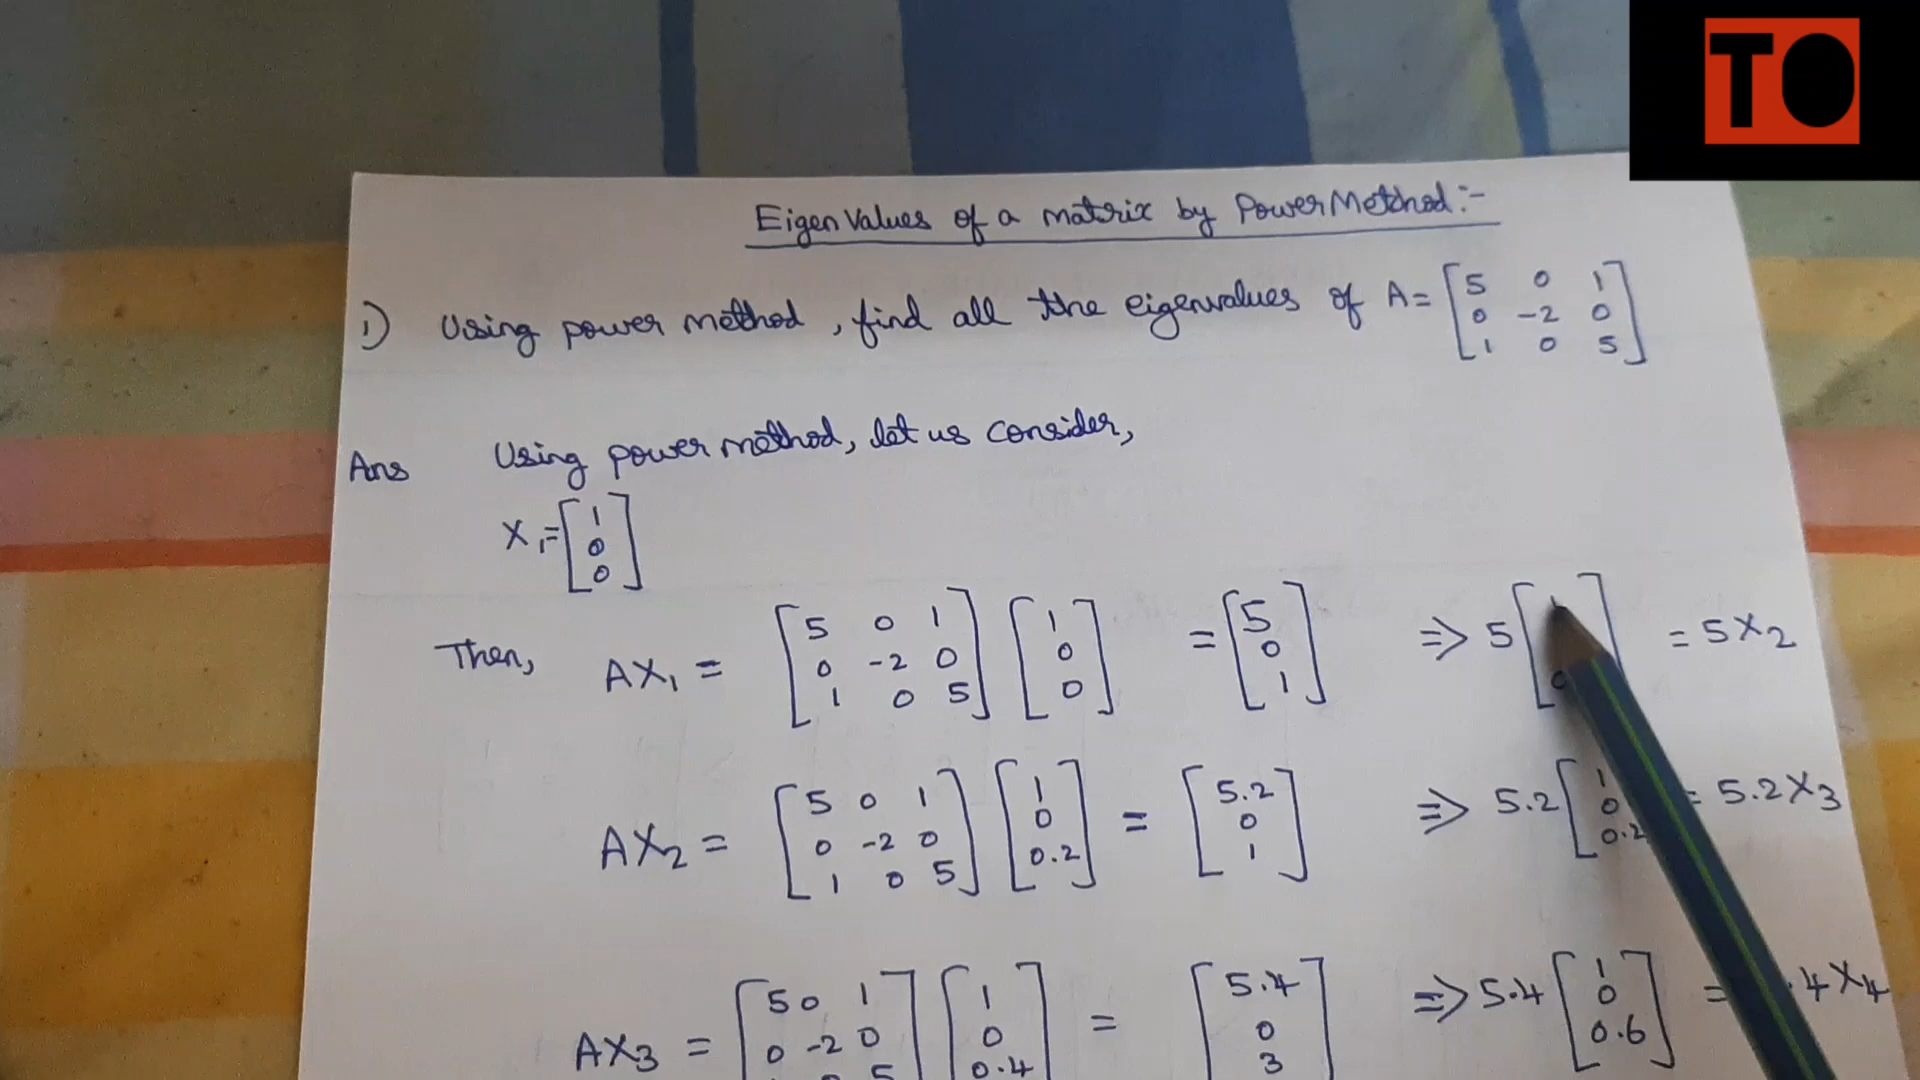 TO
Eigen Values of a matrix by Power Method:-
1) Using power method, find all the eigenvalues of A = [5 0 1
0 -2 0
1 0 5]
Ans Using power method, let us consider,
X₁ = [1
0
0]
Then, AX₁ = [5 0 1 [1 = [5 ⇒ 5 [1 = 5X₂
0 -2 0 0 0
1 0 5] 0] 1] 0
AX₂ = [5 0 1 [1 = [5.2 ⇒ 5.2 [1 = 5.2X₃
0 -2 0 0 0 0
1 0 5] 0.2] 1] 0.2
AX₃ = [5 0 1 [1 = [5.4 ⇒ 5.4 [1 = .4X₄
0 -2 0 0 0 0
5 0.4 3 0.6]